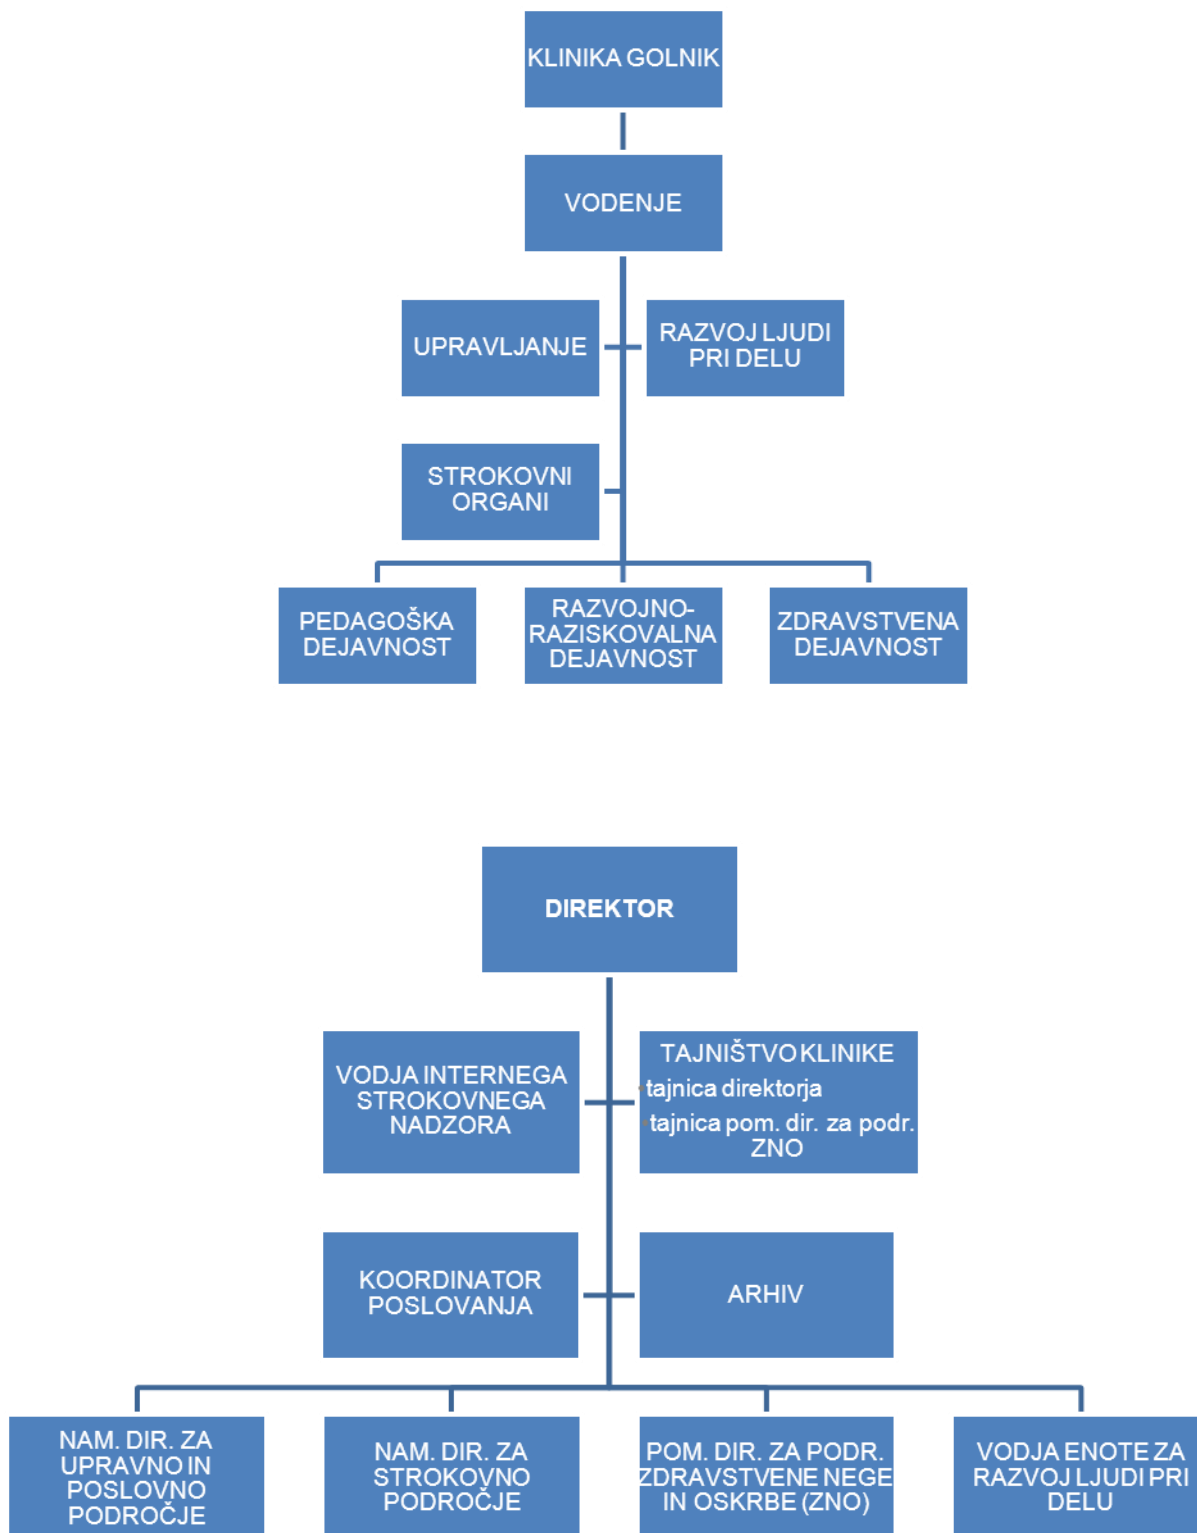 KLINIKA GOLNIK
VODENJE
UPRAVLJANJE
RAZVOJ LJUDI
PRI DELU
STROKOVNI
ORGANI
PEDAGOŠKA
DEJAVNOST
RAZVOJNO-
RAZISKOVALNA
DEJAVNOST
ZDRAVSTVENA
DEJAVNOST
DIREKTOR
VODJA INTERNEGA
STROKOVNEGA
NADZORA
TAJNIŠTVO KLINIKE
•tajnica direktorja
•tajnica pom. dir. za podr.
ZNO
KOORDINATOR
POSLOVANJA
ARHIV
NAM. DIR. ZA
UPRAVNO IN
POSLOVNO
PODROČJE
NAM. DIR. ZA
STROKOVNO
PODROČJE
POM. DIR. ZA PODR.
ZDRAVSTVENE NEGE
IN OSKRBE (ZNO)
VODJA ENOTE ZA
RAZVOJ LJUDI PRI
DELU